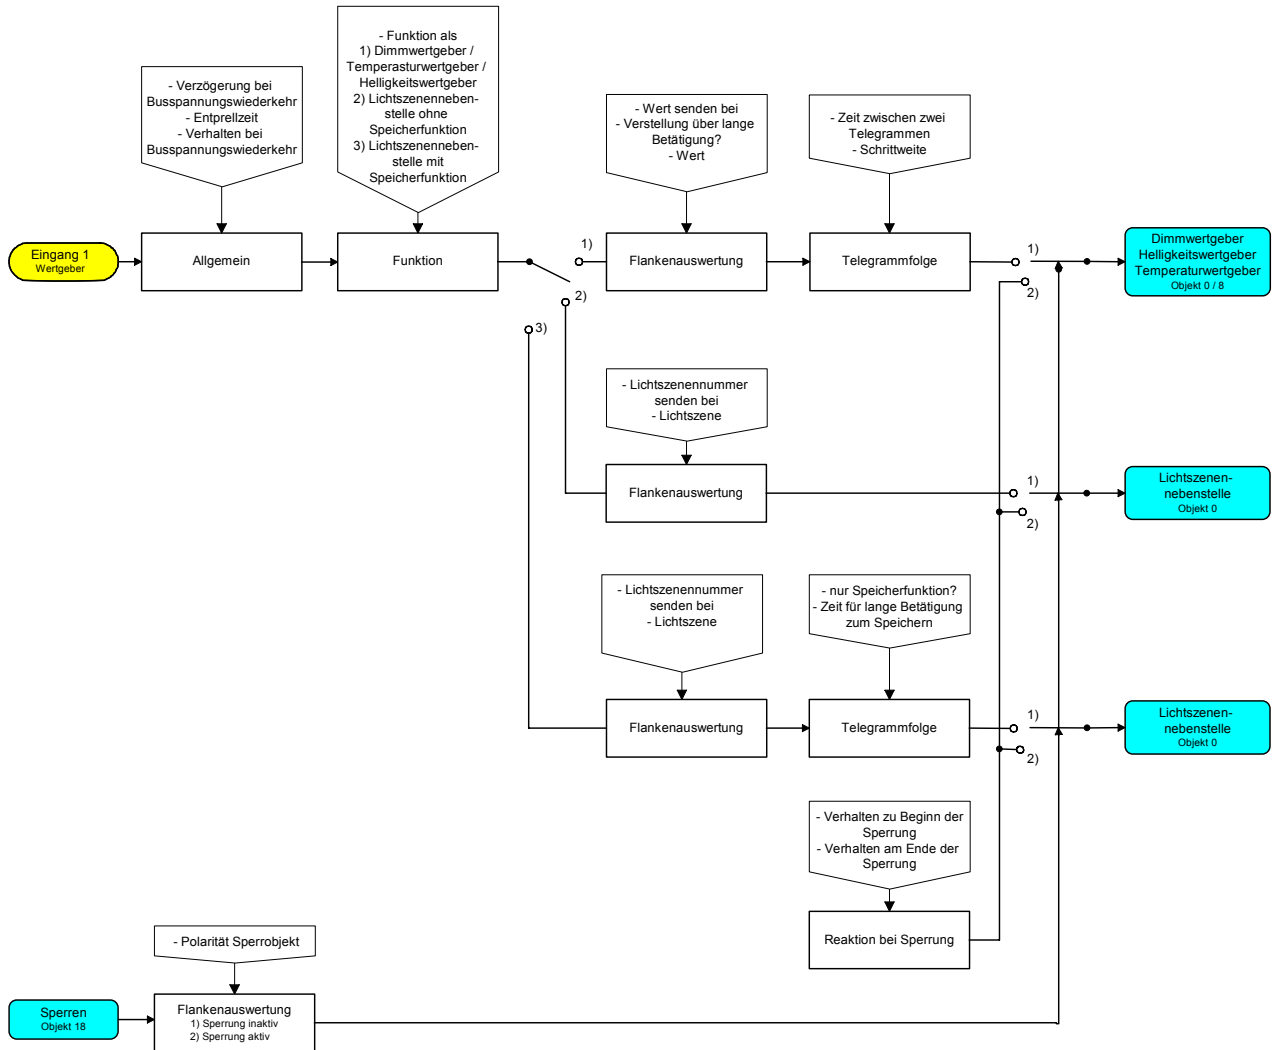 - Verzögerung bei
Busspannungswiederkehr
- Entprellzeit
- Verhalten bei
Busspannungswiederkehr
- Funktion als
1) Dimmwertgeber /
Temperasturwertgeber /
Helligkeitswertgeber
2) Lichtszenenneben-
stelle ohne
Speicherfunktion
3) Lichtszenenneben-
stelle mit
Speicherfunktion
- Wert senden bei
- Verstellung über lange
Betätigung?
- Wert
- Zeit zwischen zwei
Telegrammen
- Schrittweite
Eingang 1
Wertgeber
Allgemein
Funktion
1)
2)
3)
Flankenauswertung
Telegrammfolge
1)
2)
Dimmwertgeber
Helligkeitswertgeber
Temperaturwertgeber
Objekt 0 / 8
- Lichtszenennummer
senden bei
- Lichtszene
Flankenauswertung
1)
2)
Lichtszenen-
nebenstelle
Objekt 0
- Lichtszenennummer
senden bei
- Lichtszene
- nur Speicherfunktion?
- Zeit für lange Betätigung
zum Speichern
Flankenauswertung
Telegrammfolge
1)
2)
Lichtszenen-
nebenstelle
Objekt 0
- Verhalten zu Beginn der
Sperrung
- Verhalten am Ende der
Sperrung
Reaktion bei Sperrung
- Polarität Sperrobjekt
Sperren
Objekt 18
Flankenauswertung
1) Sperrung inaktiv
2) Sperrung aktiv